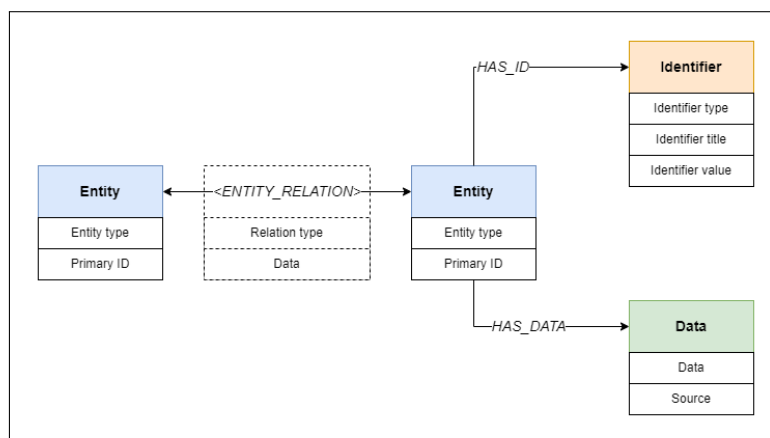 HAS_ID
Identifier
Identifier type
Identifier title
Identifier value
Entity
Entity type
Primary ID
<ENTITY_RELATION>
Relation type
Data
Entity
Entity type
Primary ID
HAS_DATA
Data
Data
Source